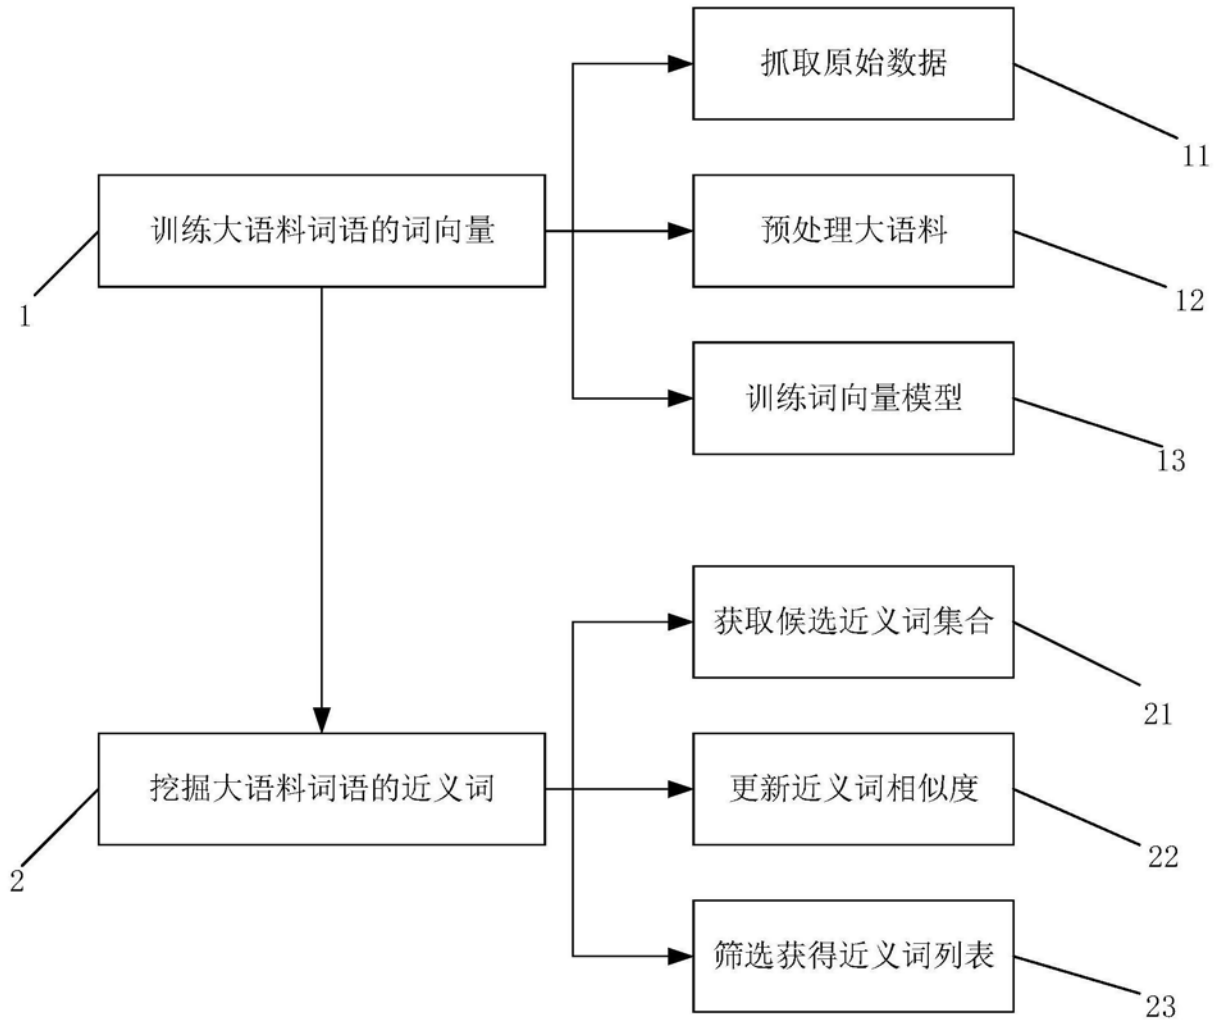 抓取原始数据
11
训练大语料词语的词向量
1
预处理大语料
12
训练词向量模型
13
获取候选近义词集合
21
挖掘大语料词语的近义词
2
更新近义词相似度
22
筛选获得近义词列表
23